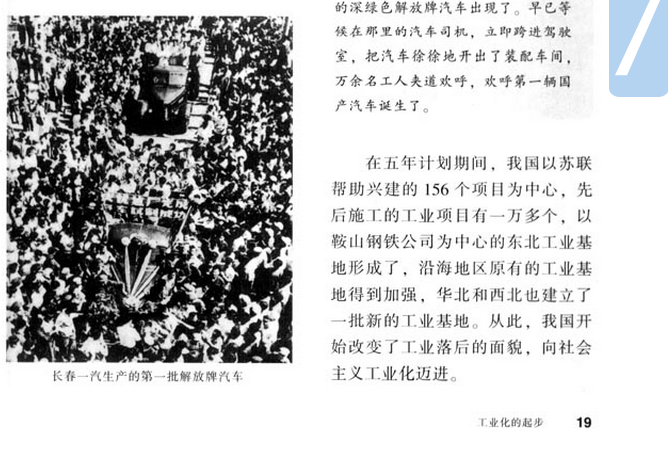 的深绿色解放牌汽车出现了。早已等
候在那里的汽车司机，立即跨进驾驶
室，把汽车徐徐地开出了装配车间，
万余名工人夹道欢呼，欢呼第一辆国
产汽车诞生了。
在五年计划期间，我国以苏联
帮助兴建的 156 个项目为中心，先
后施工的工业项目有一万多个，以
鞍山钢铁公司为中心的东北工业基
地形成了，沿海地区原有的工业基
地得到加强，华北和西北也建立了
一批新的工业基地。从此，我国开
始改变了工业落后的面貌，向社会
主义工业化迈进。
长春一汽生产的第一批解放牌汽车
工业化的起步 19